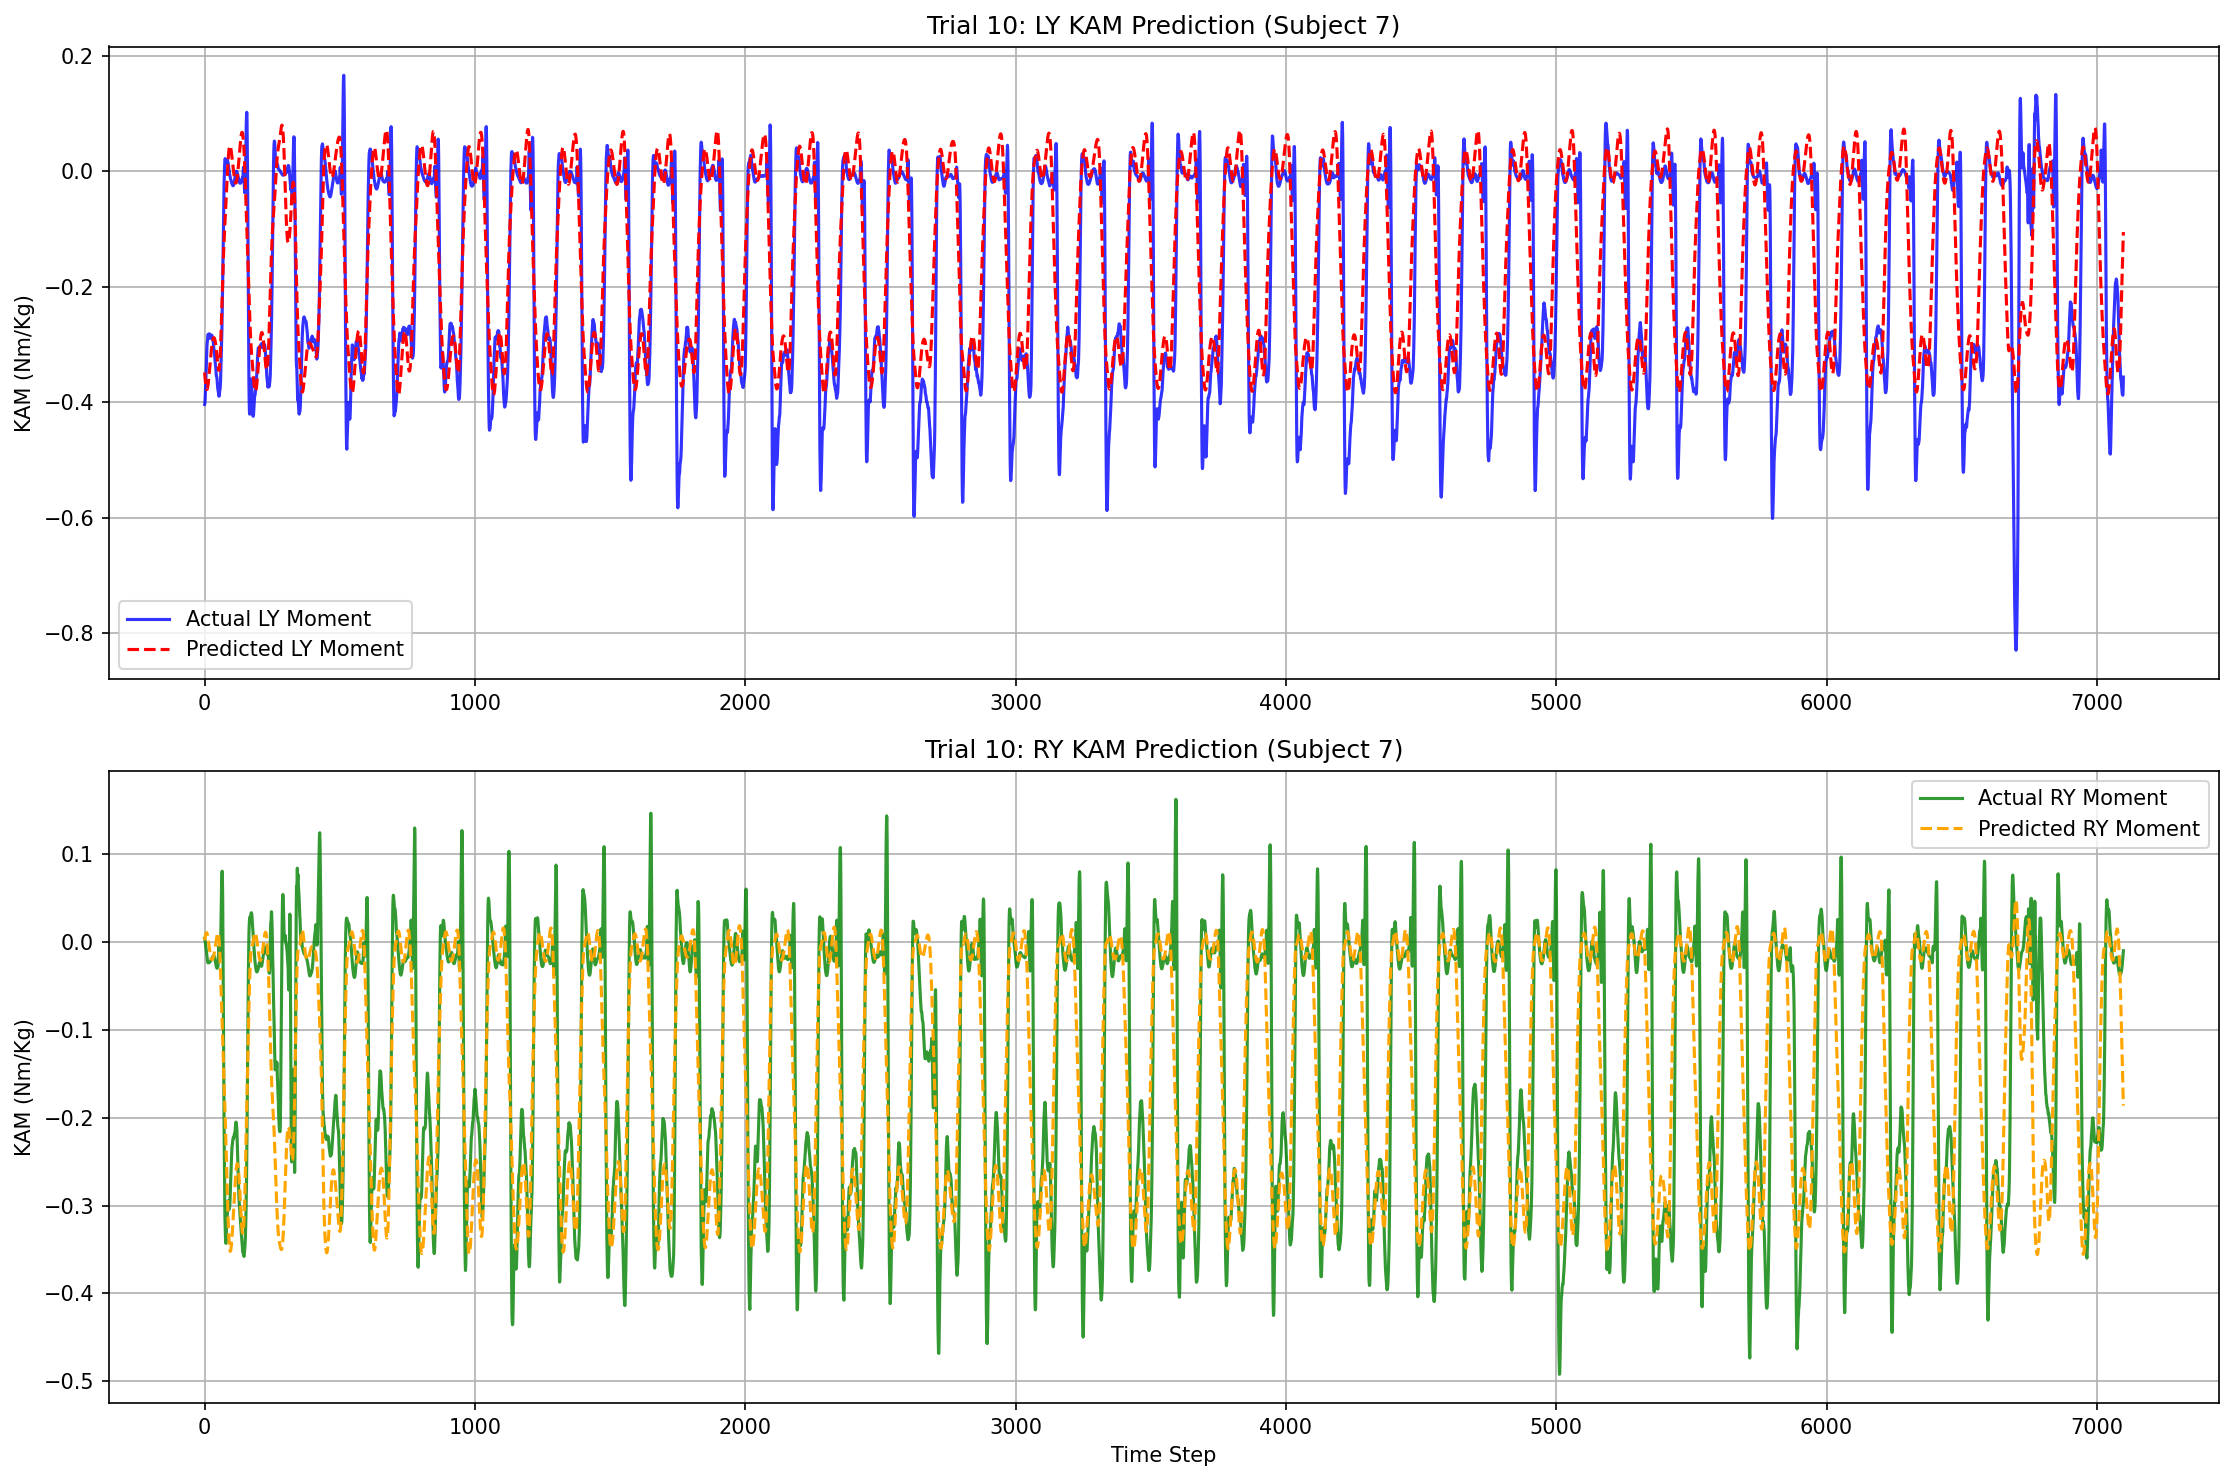 Trial 10: LY KAM Prediction (Subject 7)
0.2
0.0
−0.2
−0.4
−0.6
−0.8
KAM (Nm/Kg)
Actual LY Moment
Predicted LY Moment
0 1000 2000 3000 4000 5000 6000 7000
Trial 10: RY KAM Prediction (Subject 7)
Actual RY Moment
Predicted RY Moment
0.1
0.0
−0.1
−0.2
−0.3
−0.4
−0.5
KAM (Nm/Kg)
0 1000 2000 3000 4000 5000 6000 7000
Time Step